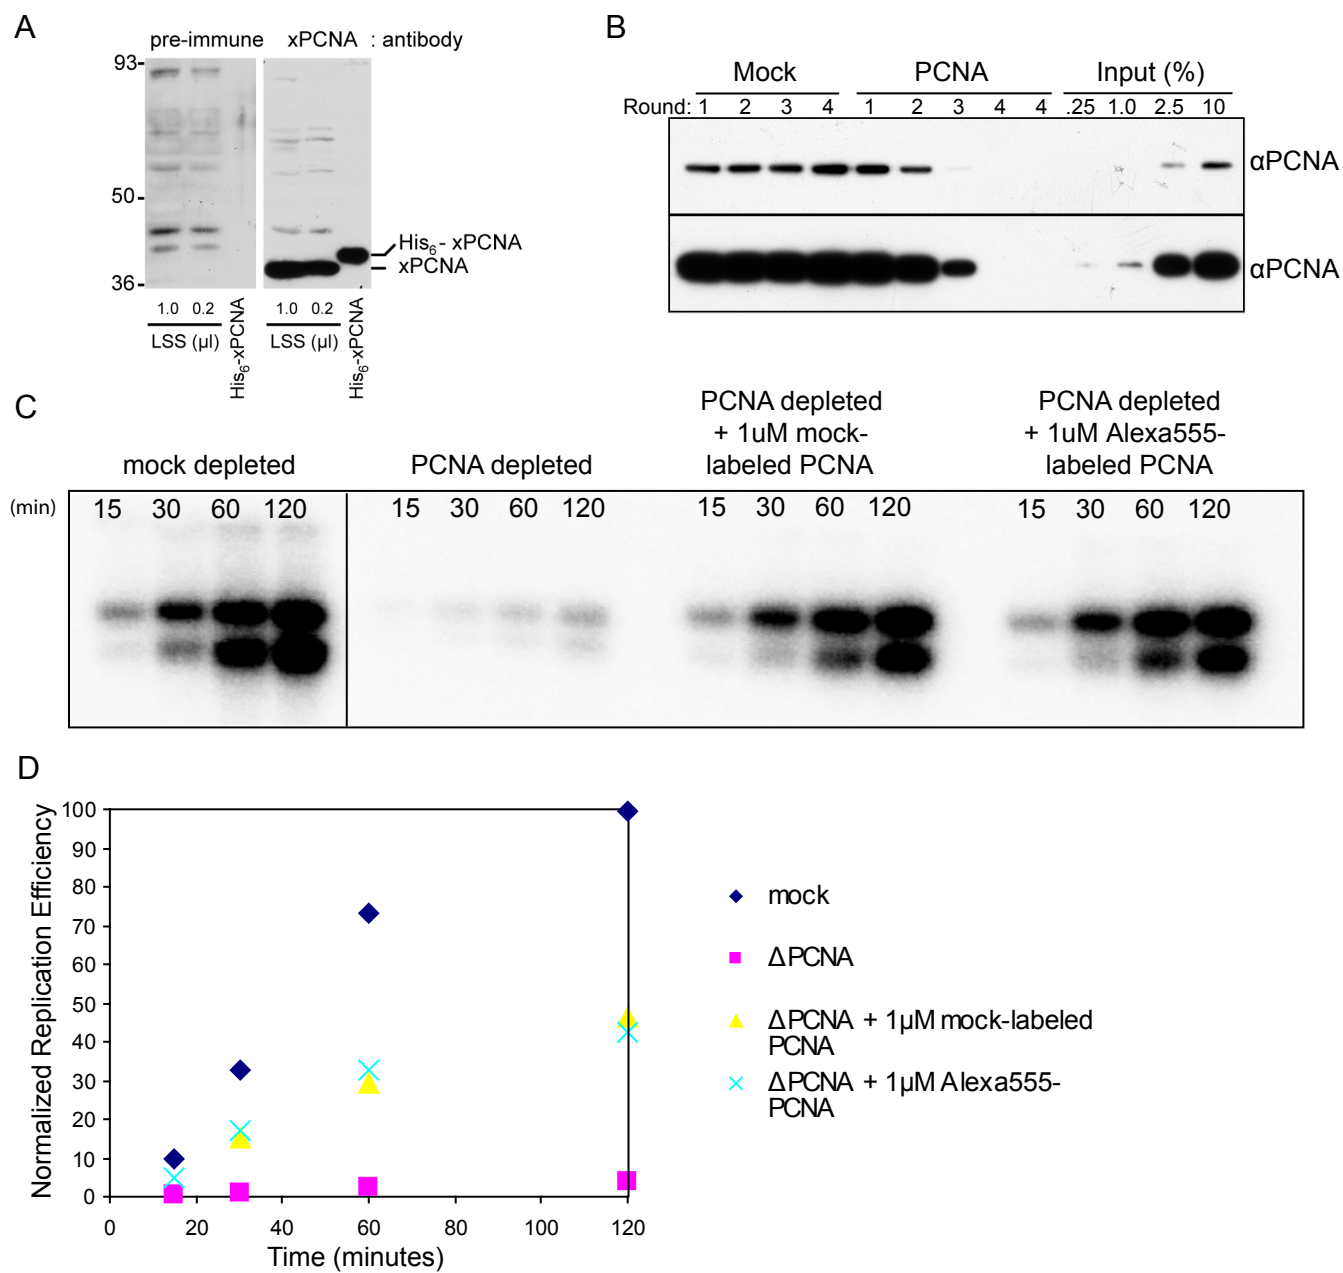 A
pre-immune xPCNA : antibody
93
50
36
His6- xPCNA
xPCNA
1.0 0.2 1.0 0.2
LSS (µl) LSS (µl)
His6-xPCNA
His6-xPCNA
B
Mock PCNA Input (%)
Round: 1 2 3 4 1 2 3 4 4 .25 1.0 2.5 10
αPCNA
αPCNA
C
mock depleted
PCNA depleted
PCNA depleted
+ 1uM mock-
labeled PCNA
PCNA depleted
+ 1uM Alexa555-
labeled PCNA
(min) 15 30 60 120 15 30 60 120 15 30 60 120 15 30 60 120
D
Normalized Replication Efficiency
100
90
80
70
60
50
40
30
20
10
0
0 20 40 60 80 100 120
Time (minutes)
mock
ΔPCNA
ΔPCNA + 1µM mock-labeled
PCNA
ΔPCNA + 1µM Alexa555-
PCNA